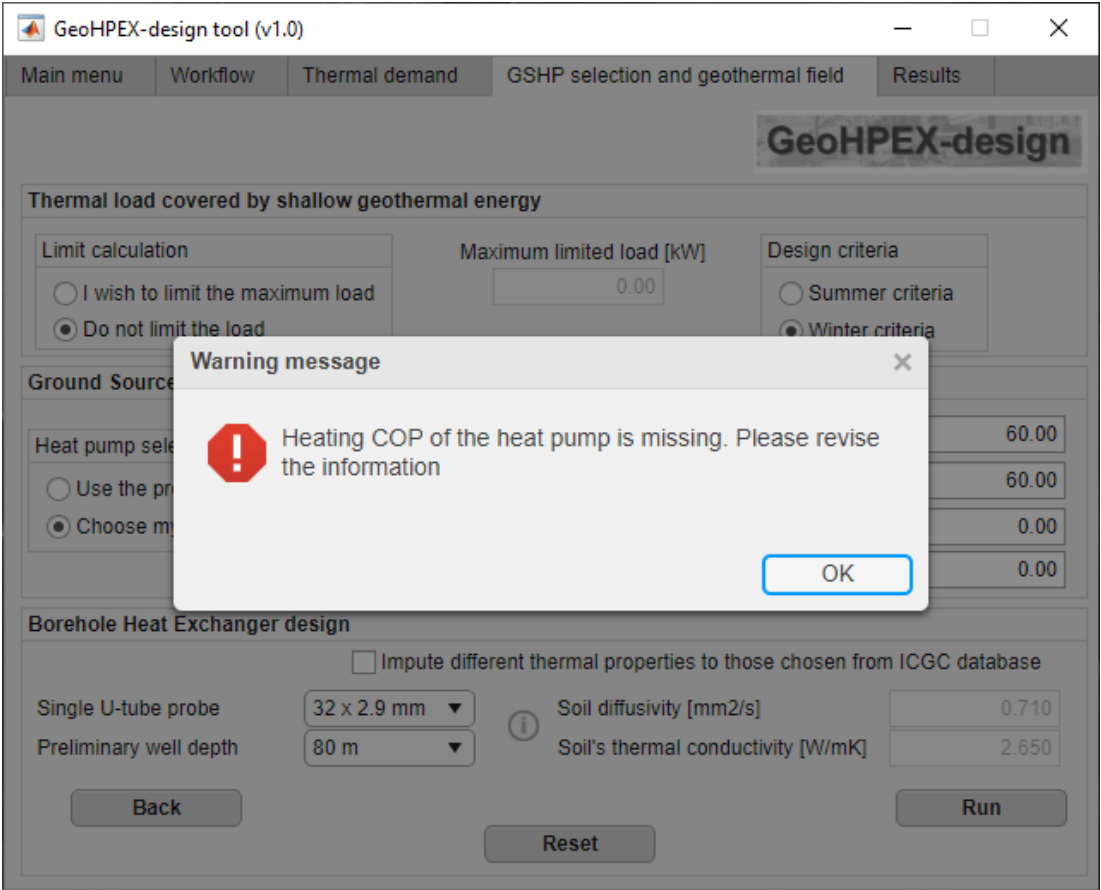 GeoHPEX-design tool (v1.0)
Main menu Workflow Thermal demand GSHP selection and geothermal field Results
GeoHPEX-design
Thermal load covered by shallow geothermal energy
Limit calculation
I wish to limit the maximum load
Do not limit the load
Maximum limited load [kW]
0.00
Design criteria
Summer criteria
Winter criteria
Ground Source
Heat pump sele
Use the pr
Choose my
60.00
60.00
0.00
0.00
Warning message
Heating COP of the heat pump is missing. Please revise
the information
OK
Borehole Heat Exchanger design
Impute different thermal properties to those chosen from ICGC database
Single U-tube probe 32 x 2.9 mm Soil diffusivity [mm2/s] 0.710
Preliminary well depth 80 m Soil's thermal conductivity [W/mK] 2.650
Back Run
Reset